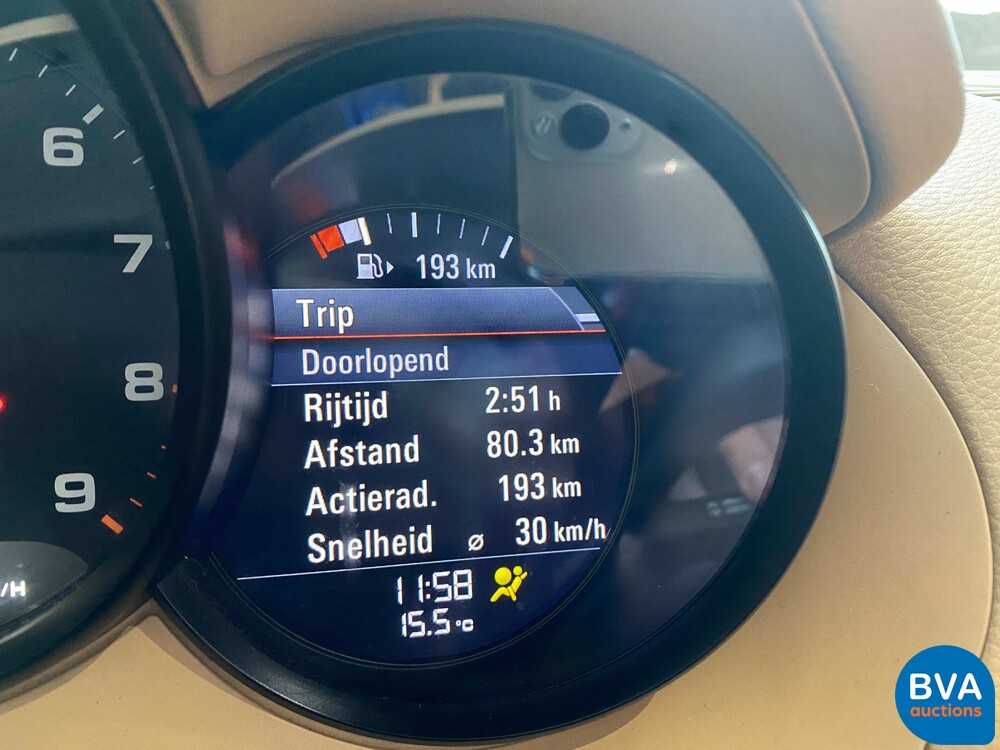 6
7
8
9
/H
193 km
Trip
Doorlopend
Rijtijd 2:51 h
Afstand 80.3 km
Actierad. 193 km
Snelheid ⌀ 30 km/h
11:58
15.5 °C
BVA
auctions